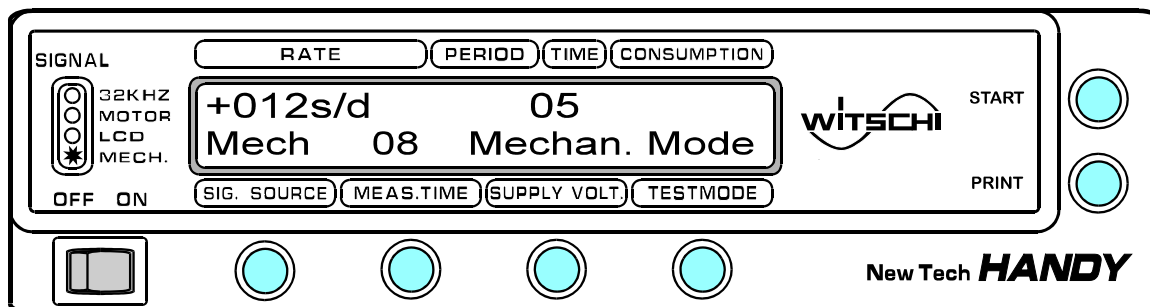 SIGNAL
32KHZ
MOTOR
LCD
MECH.
OFF ON
RATE PERIOD TIME CONSUMPTION
+012s/d 05
Mech 08 Mechan. Mode
SIG. SOURCE MEAS.TIME SUPPLY VOLT. TESTMODE
WITSCHI
START
PRINT
New Tech HANDY